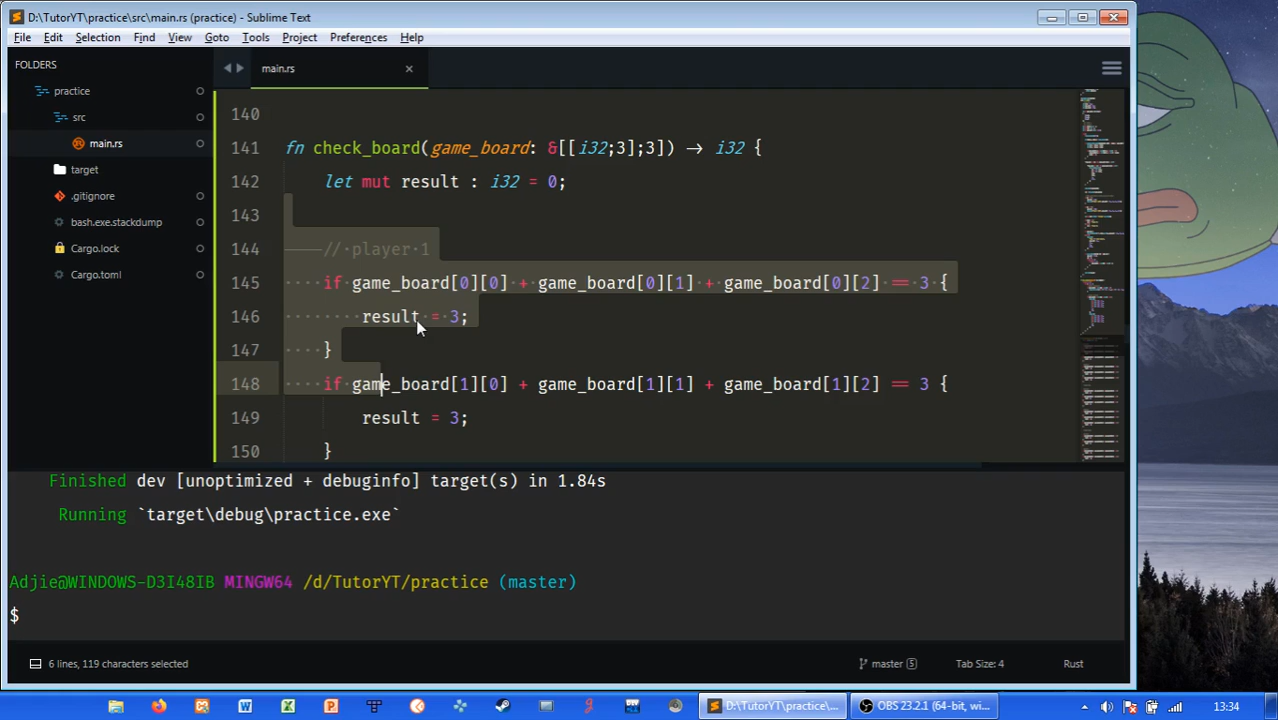 D:\TutorYT\practice\src\main.rs (practice) - Sublime Text
File Edit Selection Find View Goto Tools Project Preferences Help
FOLDERS
practice
src
main.rs
target
.gitignore
bash.exe.stackdump
Cargo.lock
Cargo.toml
main.rs
140
141 fn check_board(game_board: &[[i32;3];3]) -> i32 {
142 let mut result : i32 = 0;
143
144 // player 1
145 if game_board[0][0] + game_board[0][1] + game_board[0][2] == 3 {
146 result = 3;
147 }
148 if game_board[1][0] + game_board[1][1] + game_board[1][2] == 3 {
149 result = 3;
150 }
Finished dev [unoptimized + debuginfo] target(s) in 1.84s
Running `target\debug\practice.exe`
Adjie@WINDOWS-D3I48IB MINGW64 /d/TutorYT/practice (master)
$
6 lines, 119 characters selected
master 5
Tab Size: 4
Rust
D:\TutorYT\practice\...
OBS 23.2.1 (64-bit, wi...
13:34